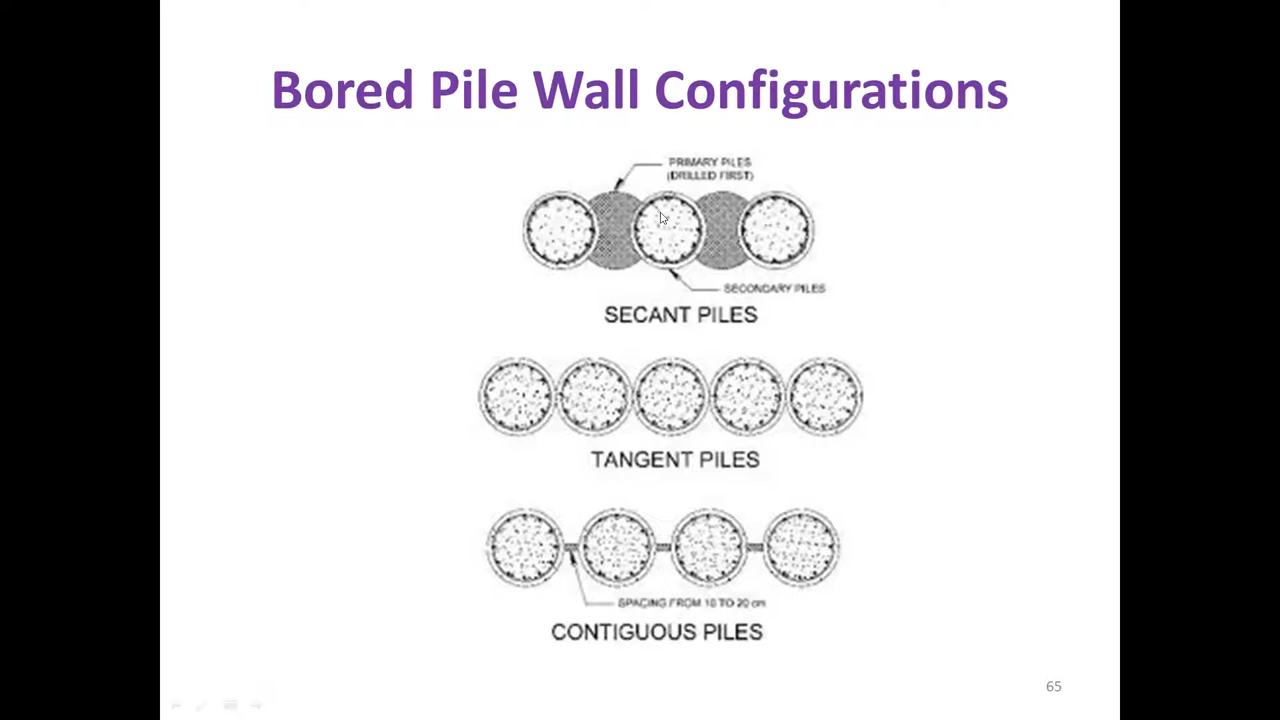 Bored Pile Wall Configurations
PRIMARY PILES
(DRILLED FIRST)
SECONDARY PILES
SECANT PILES
TANGENT PILES
SPACING FROM 10 TO 20 cm
CONTIGUOUS PILES
65